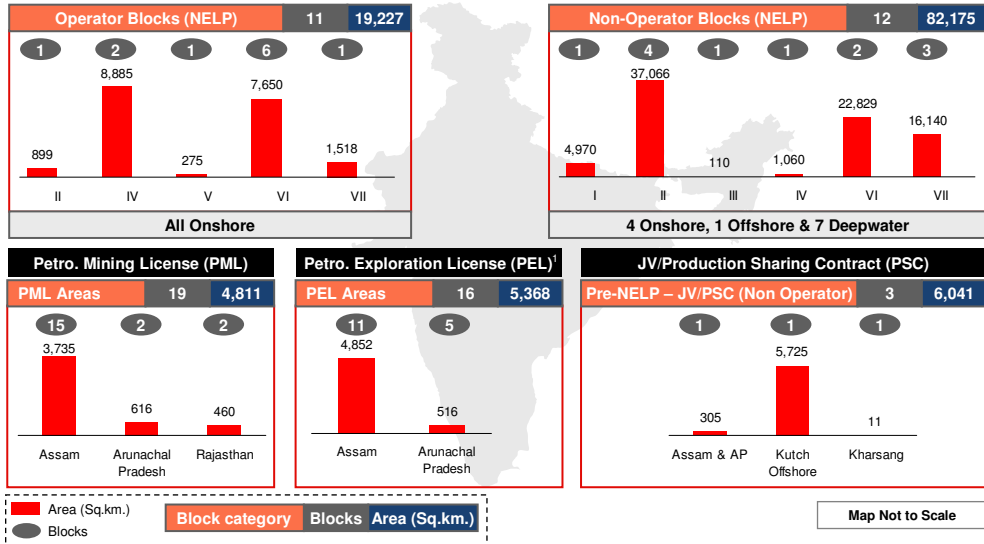 Operator Blocks (NELP) 11 19,227
1 2 1 6 1
899 8,885 275 7,650 1,518
II IV V VI VII
All Onshore
Non-Operator Blocks (NELP) 12 82,175
1 4 1 1 2 3
4,970 37,066 110 1,060 22,829 16,140
I II III IV VI VII
4 Onshore, 1 Offshore & 7 Deepwater
Petro. Mining License (PML)
PML Areas 19 4,811
15 2 2
3,735 616 460
Assam Arunachal Rajasthan
Pradesh
Petro. Exploration License (PEL)1
PEL Areas 16 5,368
11 5
4,852 516
Assam Arunachal
Pradesh
JV/Production Sharing Contract (PSC)
Pre-NELP – JV/PSC (Non Operator) 3 6,041
1 1 1
305 5,725 11
Assam & AP Kutch Kharsang
Offshore
Area (Sq.km.)
Blocks
Block category Blocks Area (Sq.km.)
Map Not to Scale